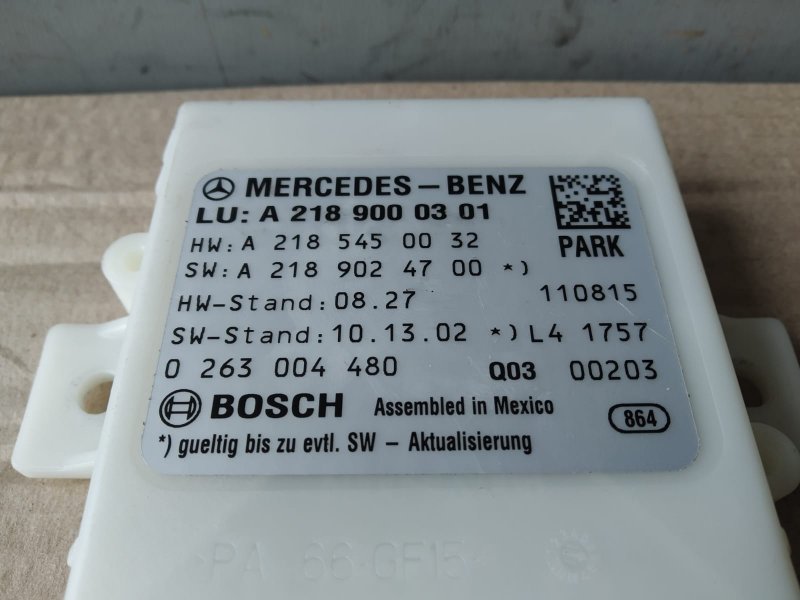 MERCEDES-BENZ
LU: A 218 900 03 01
PARK
HW: A 218 545 00 32
SW: A 218 902 47 00 *)
HW-Stand: 08.27 110815
SW-Stand: 10.13.02 *) L4 1757
0 263 004 480 Q03 00203
BOSCH Assembled in Mexico 864
*) gueltig bis zu evtl. SW - Aktualisierung
>PA 66-GF15<